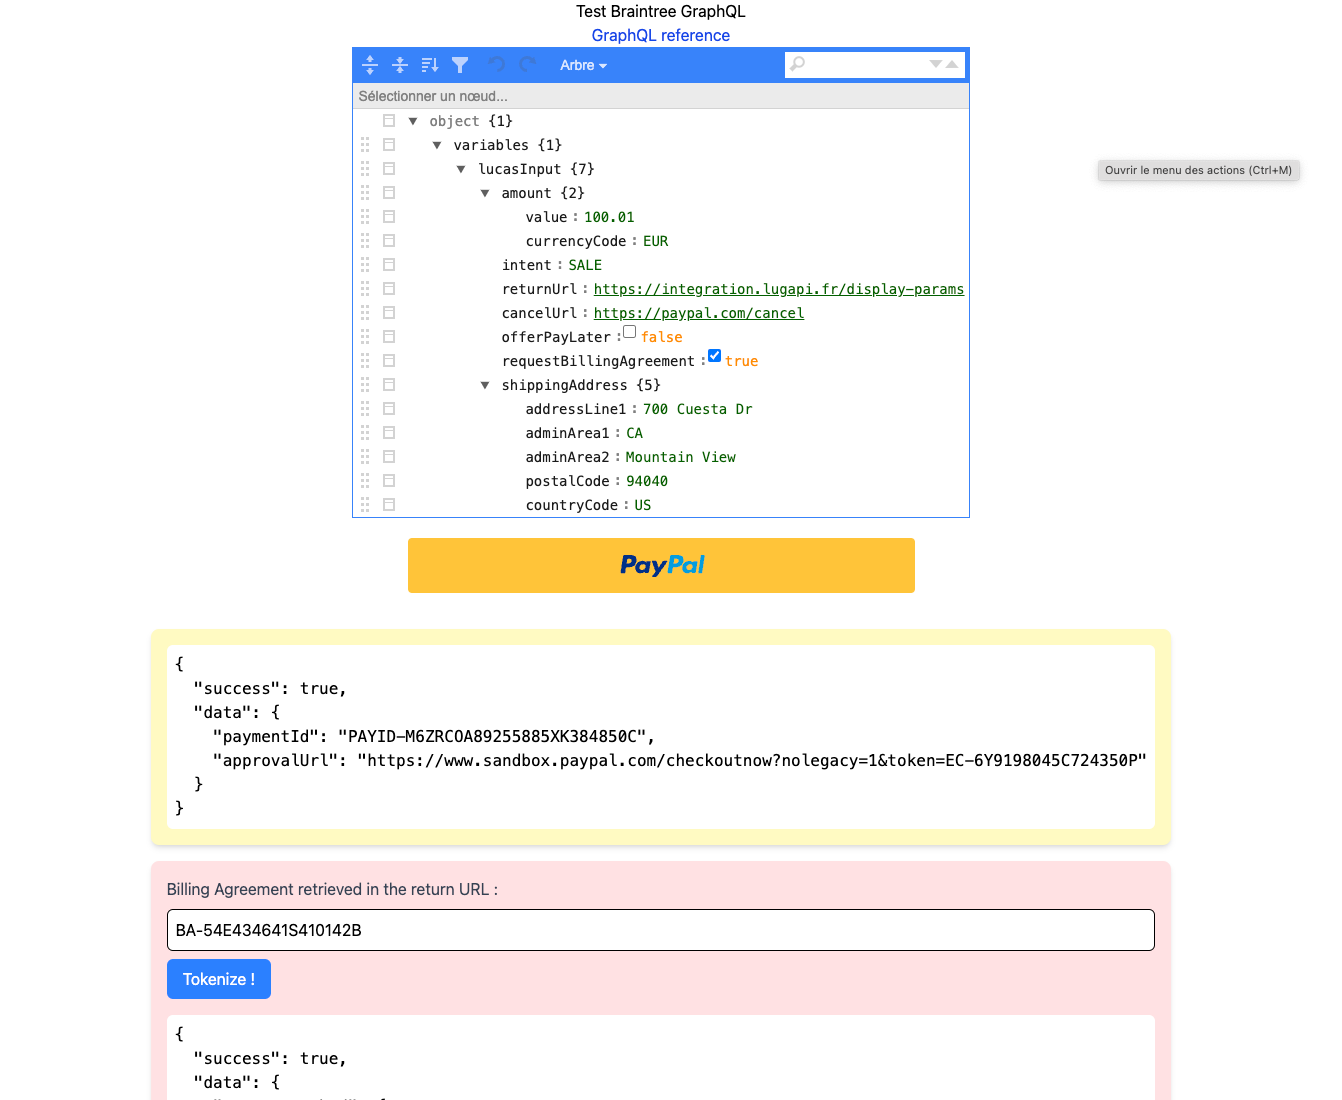 Test Braintree GraphQL
GraphQL reference
Arbre
Sélectionner un nœud...
object {1}
variables {1}
lucasInput {7}
amount {2}
value : 100.01
currencyCode : EUR
intent : SALE
returnUrl : https://integration.lugapi.fr/display-params
cancelUrl : https://paypal.com/cancel
offerPayLater : false
requestBillingAgreement : true
shippingAddress {5}
addressLine1 : 700 Cuesta Dr
adminArea1 : CA
adminArea2 : Mountain View
postalCode : 94040
countryCode : US
Ouvrir le menu des actions (Ctrl+M)
PayPal
{
"success": true,
"data": {
"paymentId": "PAYID-M6ZRCOA89255885XK384850C",
"approvalUrl": "https://www.sandbox.paypal.com/checkoutnow?nolegacy=1&token=EC-6Y9198045C724350P"
}
}
Billing Agreement retrieved in the return URL :
BA-54E434641S410142B
Tokenize !
{
"success": true,
"data": {